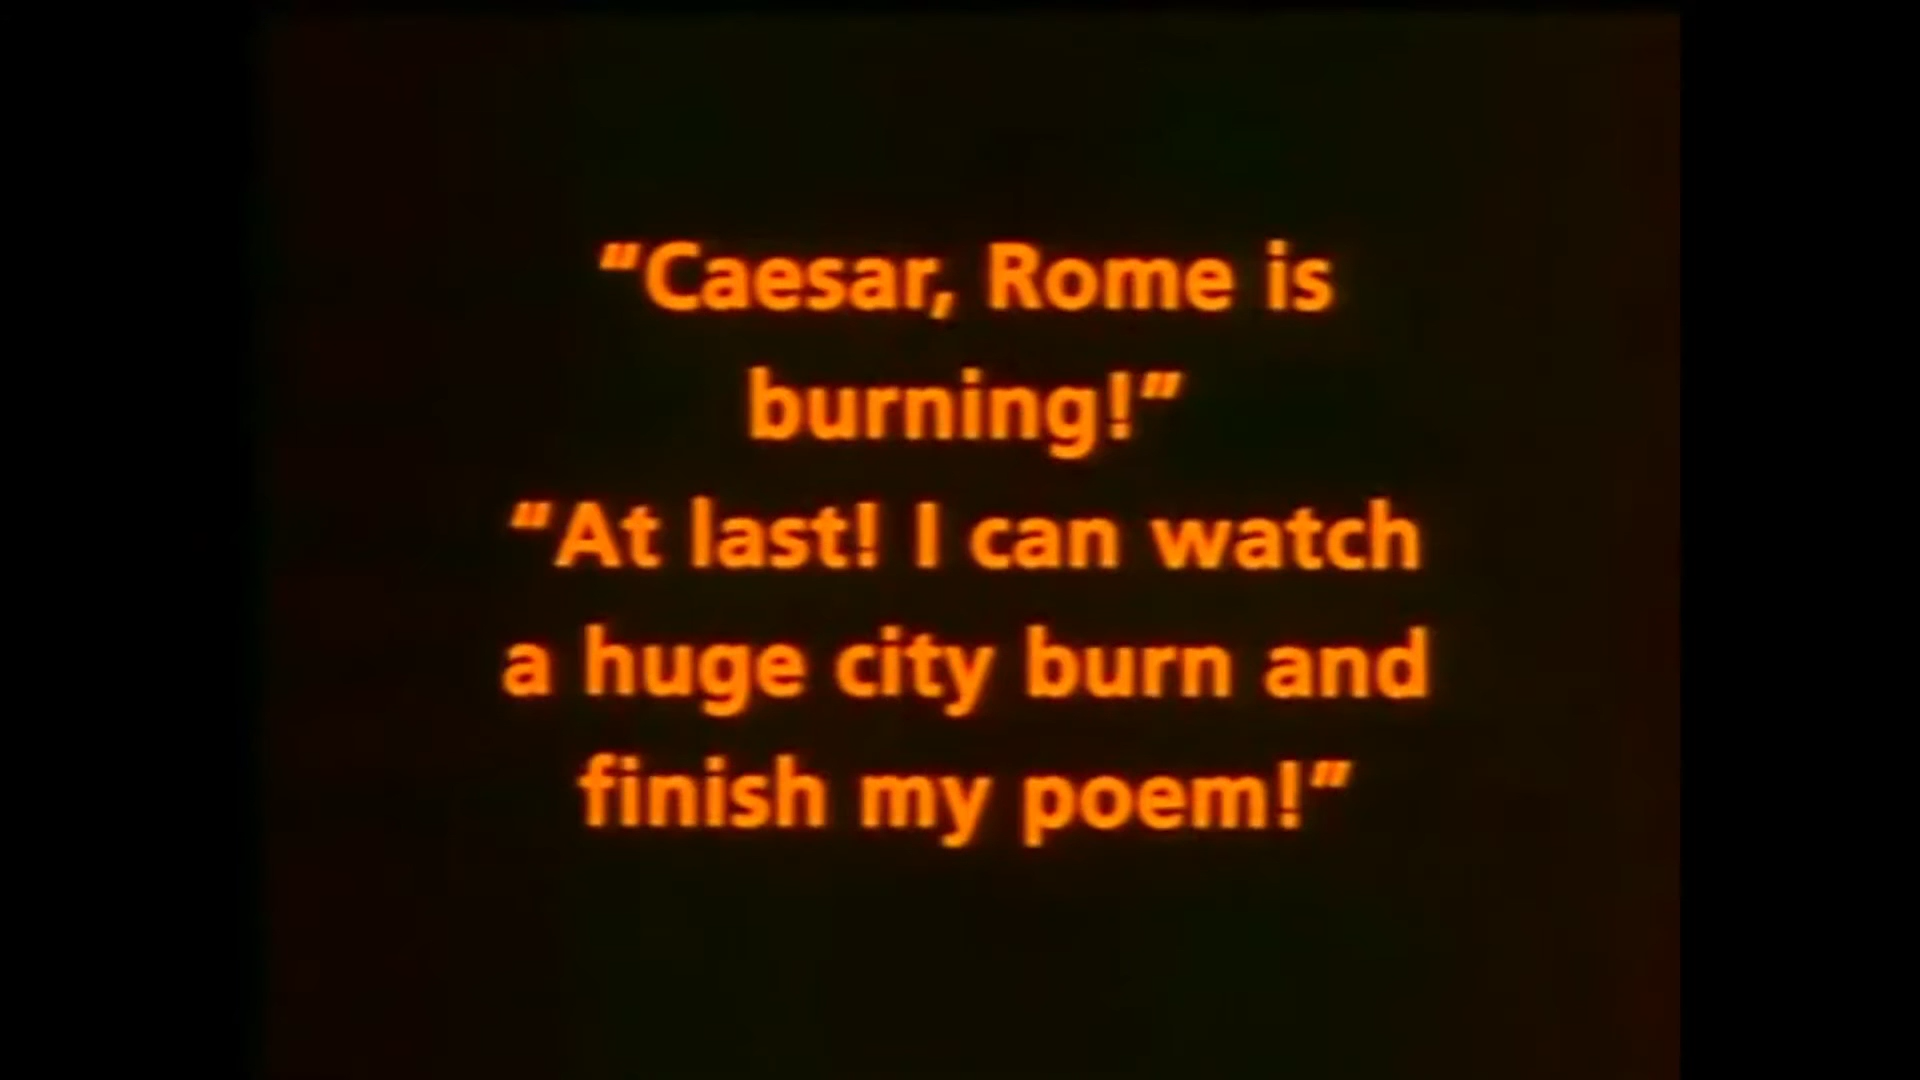 “Caesar, Rome is
burning!”
“At last! I can watch
a huge city burn and
finish my poem!”